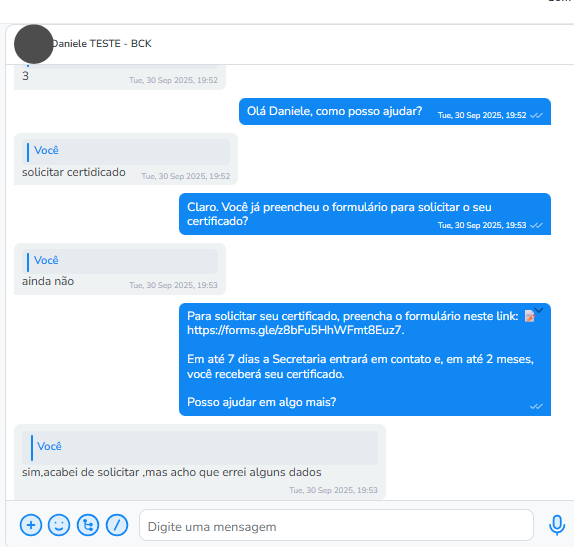 Daniele TESTE - BCK
3
Tue, 30 Sep 2025, 19:52
Olá Daniele, como posso ajudar?
Tue, 30 Sep 2025, 19:52
Você
solicitar certidicado
Tue, 30 Sep 2025, 19:52
Claro. Você já preencheu o formulário para solicitar o seu
certificado?
Tue, 30 Sep 2025, 19:53
Você
ainda não
Tue, 30 Sep 2025, 19:53
Para solicitar seu certificado, preencha o formulário neste link:
https://forms.gle/z8bFu5HhWFmt8Euz7.
Em até 7 dias a Secretaria entrará em contato e, em até 2 meses,
você receberá seu certificado.
Posso ajudar em algo mais?
Você
sim,acabei de solicitar ,mas acho que errei alguns dados
Tue, 30 Sep 2025, 19:53
Digite uma mensagem